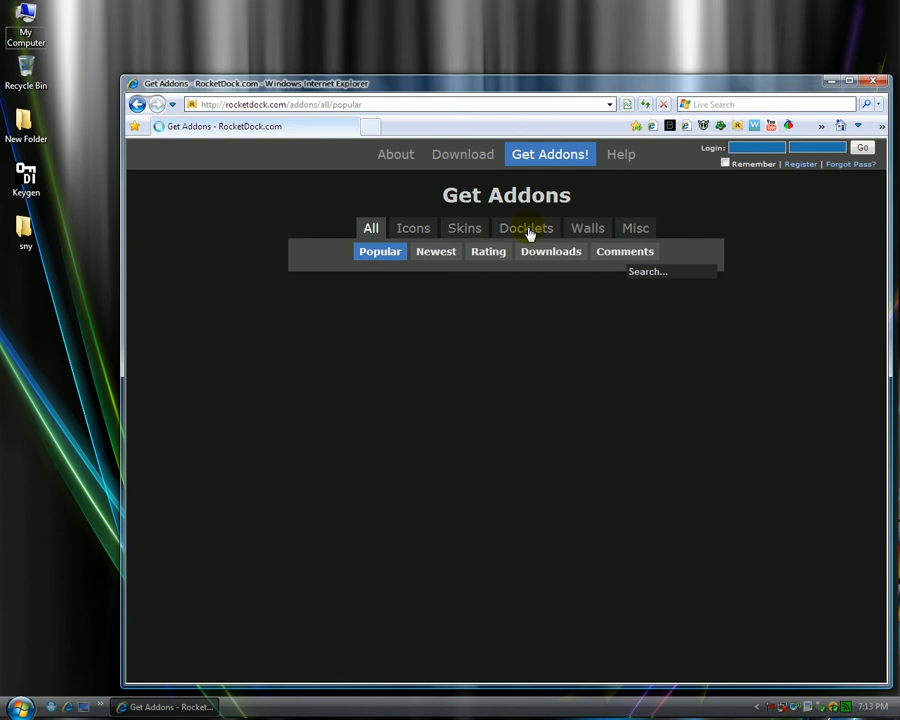 My
Computer
Recycle Bin
New Folder
Keygen
sny
Get Addons - RocketDock.com - Windows Internet Explorer
http://rocketdock.com/addons/all/popular
Live Search
Get Addons - RocketDock.com
About Download Get Addons! Help
Login: Go
Remember | Register | Forgot Pass?
Get Addons
All Icons Skins Docklets Walls Misc
Popular Newest Rating Downloads Comments
Search...
Get Addons - Rocket...
7:13 PM